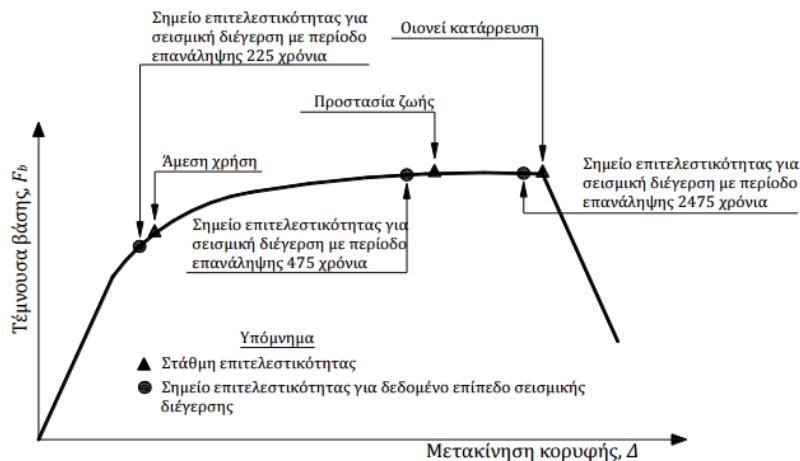 Σημείο επιτελεστικότητας για
σεισμική διέγερση με περίοδο
επανάληψης 225 χρόνια
Οιονεί κατάρρευση
Προστασία ζωής
Άμεση χρήση
Σημείο επιτελεστικότητας για
σεισμική διέγερση με περίοδο
επανάληψης 2475 χρόνια
Σημείο επιτελεστικότητας για
σεισμική διέγερση με περίοδο
επανάληψης 475 χρόνια
Τέμνουσα βάσης, F_b
Υπόμνημα
Στάθμη επιτελεστικότητας
Σημείο επιτελεστικότητας για δεδομένο επίπεδο σεισμικής
διέγερσης
Μετακίνηση κορυφής, Δ